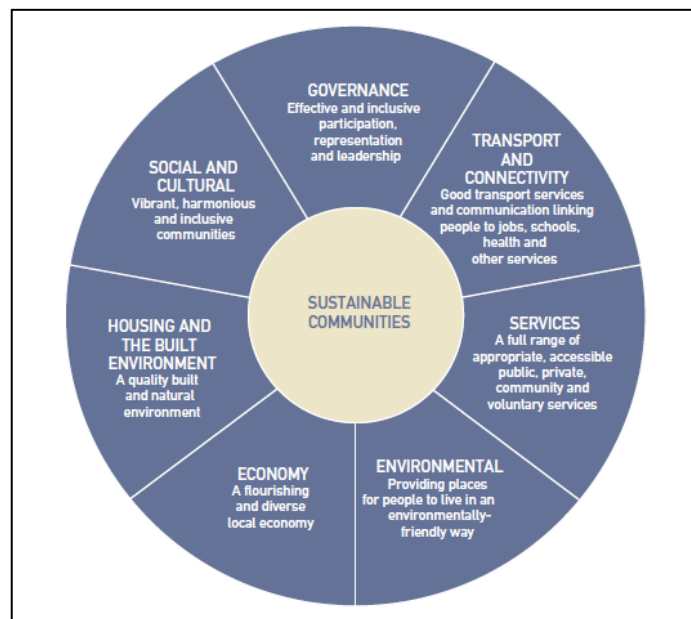 GOVERNANCE
Effective and inclusive
participation,
representation
and leadership
TRANSPORT
AND
CONNECTIVITY
Good transport services
and communication linking
people to jobs, schools,
health and
other services
SERVICES
A full range of
appropriate, accessible
public, private,
community and
voluntary services
ENVIRONMENTAL
Providing places
for people to live in an
environmentally-
friendly way
ECONOMY
A flourishing
and diverse
local economy
HOUSING AND
THE BUILT
ENVIRONMENT
A quality built
and natural
environment
SOCIAL AND
CULTURAL
Vibrant, harmonious
and inclusive
communities
SUSTAINABLE
COMMUNITIES